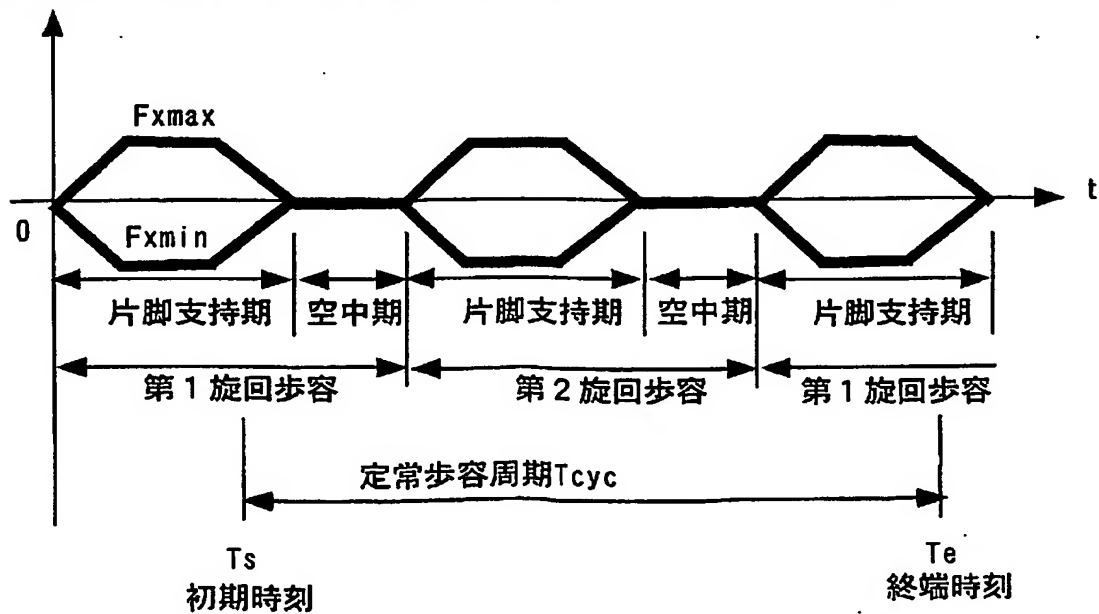 Fxmax
t
0
Fxmin
片脚支持期 空中期 片脚支持期 空中期 片脚支持期
第1旋回歩容 第2旋回歩容 第1旋回歩容
定常歩容周期Tcyc
Ts
初期時刻
Te
終端時刻